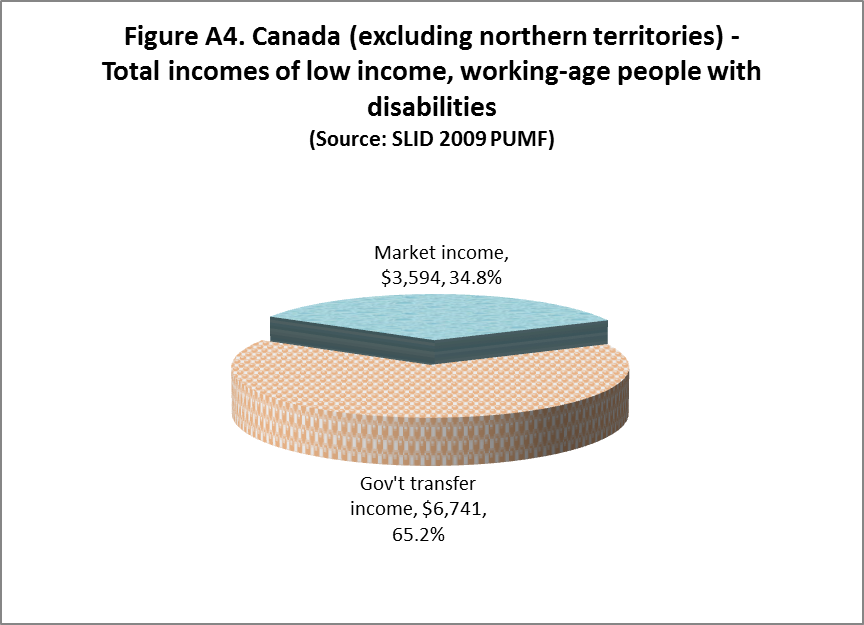 Figure A4. Canada (excluding northern territories) -
Total incomes of low income, working-age people with
disabilities
(Source: SLID 2009 PUMF)
Market income,
$3,594, 34.8%
Gov't transfer
income, $6,741,
65.2%